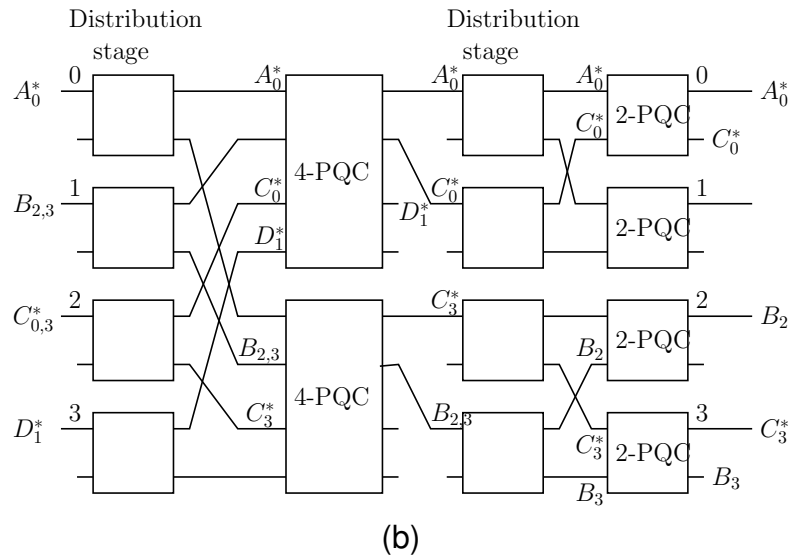 Distribution
stage
Distribution
stage
0
A_0^*
A_0^*
A_0^*
A_0^*
0
A_0^*
C_0^*
2-PQC
C_0^*
4-PQC
1
B_{2,3}
C_0^*
C_0^*
1
D_1^*
D_1^*
2-PQC
2
C_{0,3}^*
C_3^*
2
B_2
B_{2,3}
B_2
2-PQC
4-PQC
3
D_1^*
C_3^*
B_{2,3}
C_3^*
3
C_3^*
2-PQC
B_3
B_3
(b)